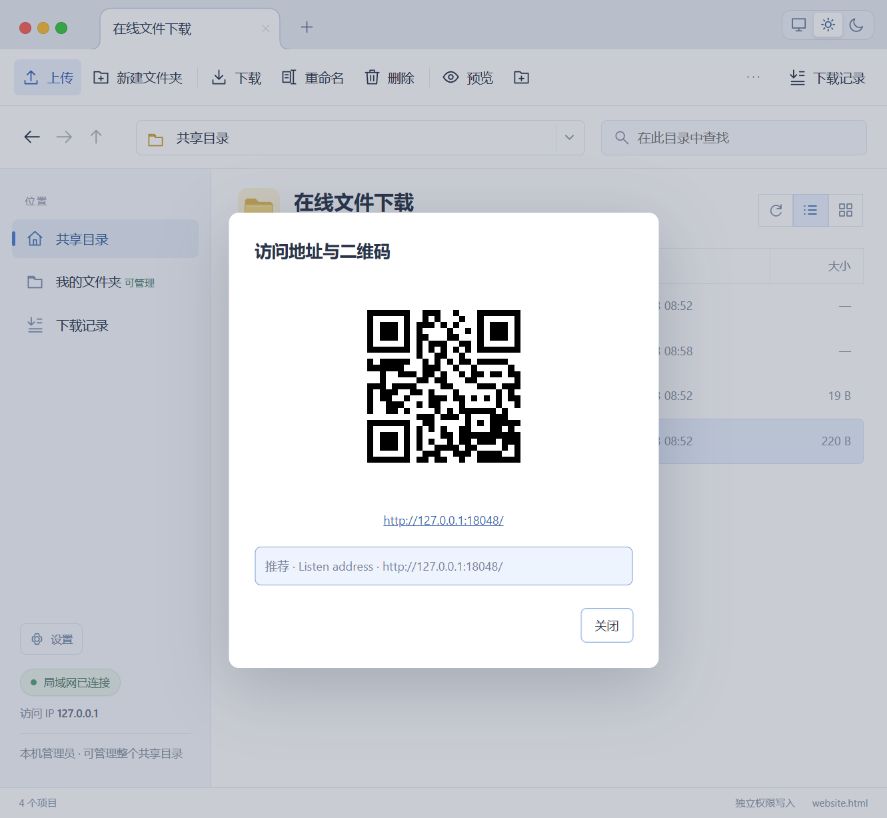 在线文件下载
上传 新建文件夹 下载 重命名 删除 预览 ··· 下载记录
共享目录 在此目录中查找
位置
共享目录
我的文件夹 可管理
下载记录
在线文件下载
大小
08:52 —
08:58 —
08:52 19 B
08:52 220 B
访问地址与二维码
http://127.0.0.1:18048/
推荐 · Listen address · http://127.0.0.1:18048/
关闭
设置
局域网已连接
访问 IP 127.0.0.1
本机管理员 · 可管理整个共享目录
4 个项目 独立权限写入 website.html